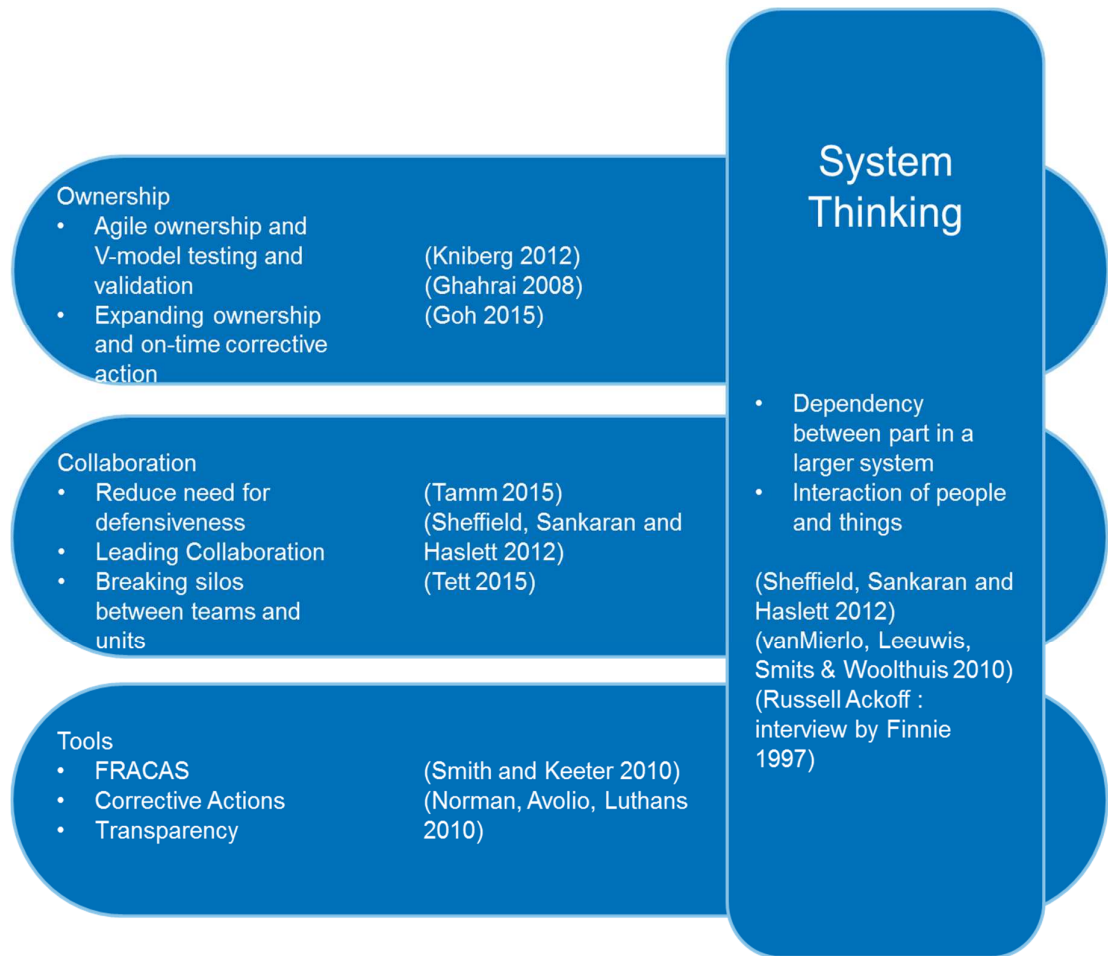 Ownership
• Agile ownership and
V-model testing and
validation
• Expanding ownership
and on-time corrective
action
(Kniberg 2012)
(Ghahrai 2008)
(Goh 2015)
Collaboration
• Reduce need for
defensiveness
• Leading Collaboration
• Breaking silos
between teams and
units
(Tamm 2015)
(Sheffield, Sankaran and
Haslett 2012)
(Tett 2015)
Tools
• FRACAS
• Corrective Actions
• Transparency
(Smith and Keeter 2010)
(Norman, Avolio, Luthans
2010)
System
Thinking
• Dependency
between part in a
larger system
• Interaction of people
and things
(Sheffield, Sankaran and
Haslett 2012)
(vanMierlo, Leeuwis,
Smits & Woolthuis 2010)
(Russell Ackoff :
interview by Finnie
1997)